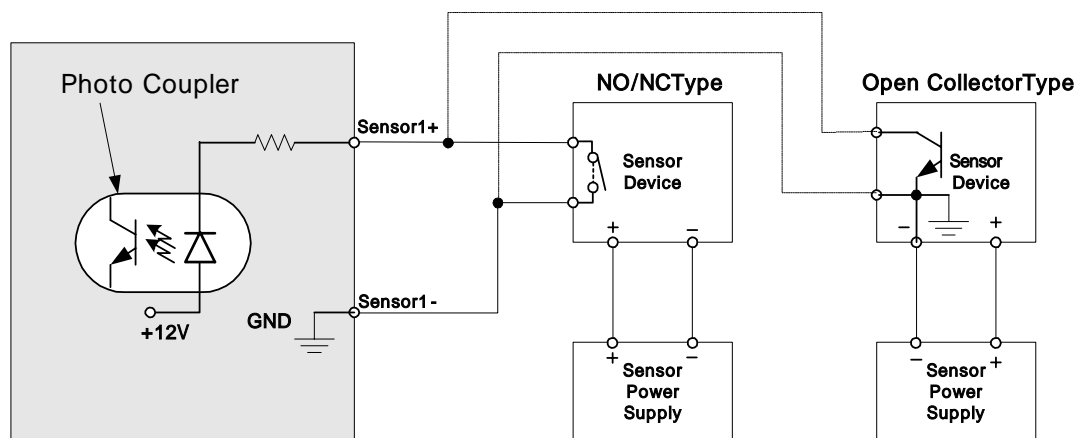 Photo Coupler
NO/NCType
Open CollectorType
Sensor1+
Sensor
Device
Sensor
Device
+ −
− +
Sensor1 -
GND
+12V
+ −
− +
Sensor
Power
Supply
Sensor
Power
Supply